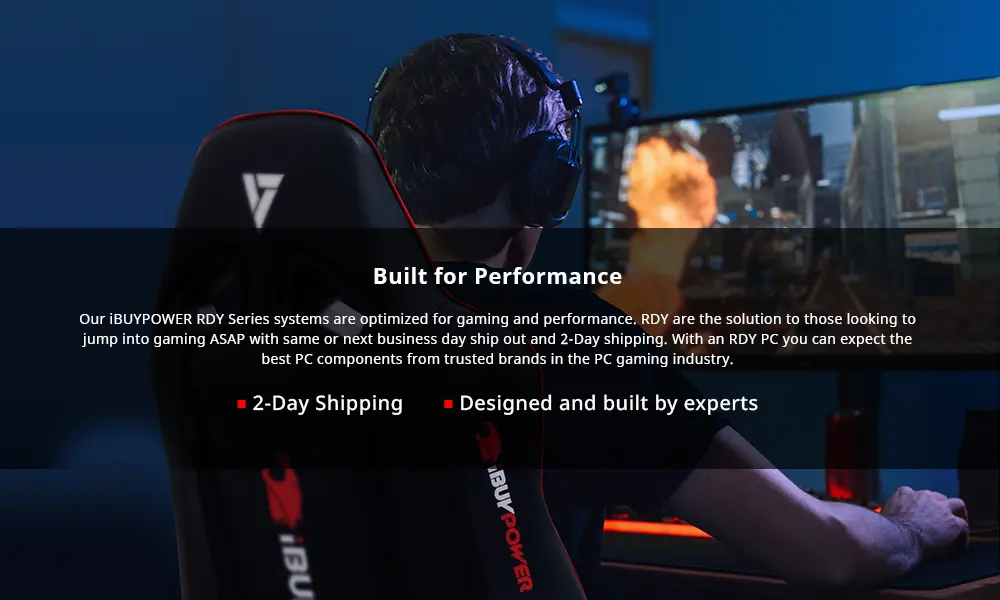 Built for Performance
Our iBUYPOWER RDY Series systems are optimized for gaming and performance. RDY are the solution to those looking to
jump into gaming ASAP with same or next business day ship out and 2-Day shipping. With an RDY PC you can expect the
best PC components from trusted brands in the PC gaming industry.
2-Day Shipping
Designed and built by experts
iBUYPOWER
iBU